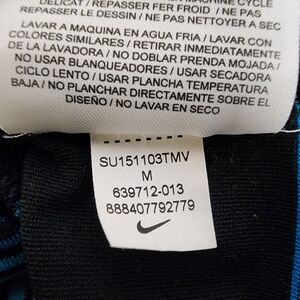 DELICAT / REPASSER FER FROID / NE PAS
REPASSER LE DESSIN / NE PAS NETTOYER A SEC
LAVAR A MAQUINA EN AGUA FRIA / LAVAR CON
COLORES SIMILARES / RETIRAR INMEDIATAMENTE
DE LA LAVADORA / NO DOBLAR PRENDA MOJADA /
NO USAR BLANQUEADORES / USAR SECADORA
CICLO LENTO / USAR PLANCHA TEMPERATURA
BAJA / NO PLANCHAR DIRECTAMENTE SOBRE EL
DISEÑO / NO LAVAR EN SECO
SU151103TMV
M
639712-013
888407792779